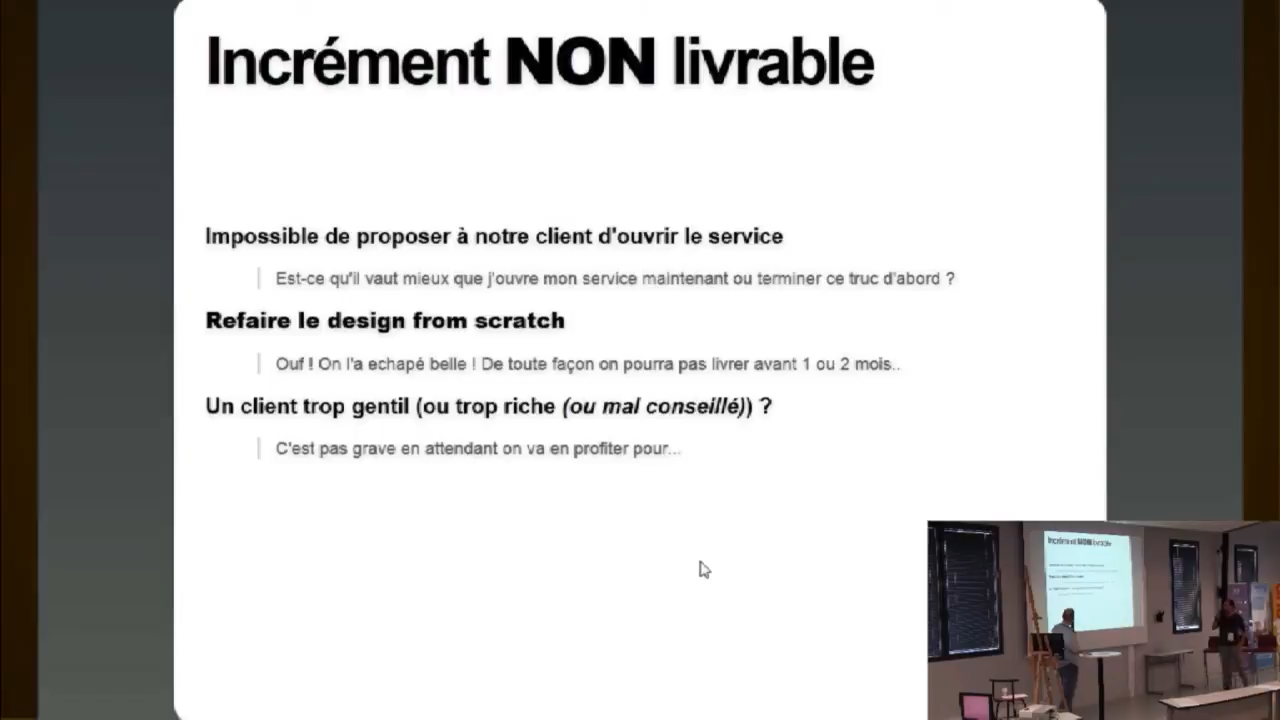 Incrément NON livrable
Impossible de proposer à notre client d'ouvrir le service
Est-ce qu'il vaut mieux que j'ouvre mon service maintenant ou terminer ce truc d'abord ?
Refaire le design from scratch
Ouf ! On l'a echapé belle ! De toute façon on pourra pas livrer avant 1 ou 2 mois..
Un client trop gentil (ou trop riche (ou mal conseillé)) ?
C'est pas grave en attendant on va en profiter pour...
Incrément NON livrable